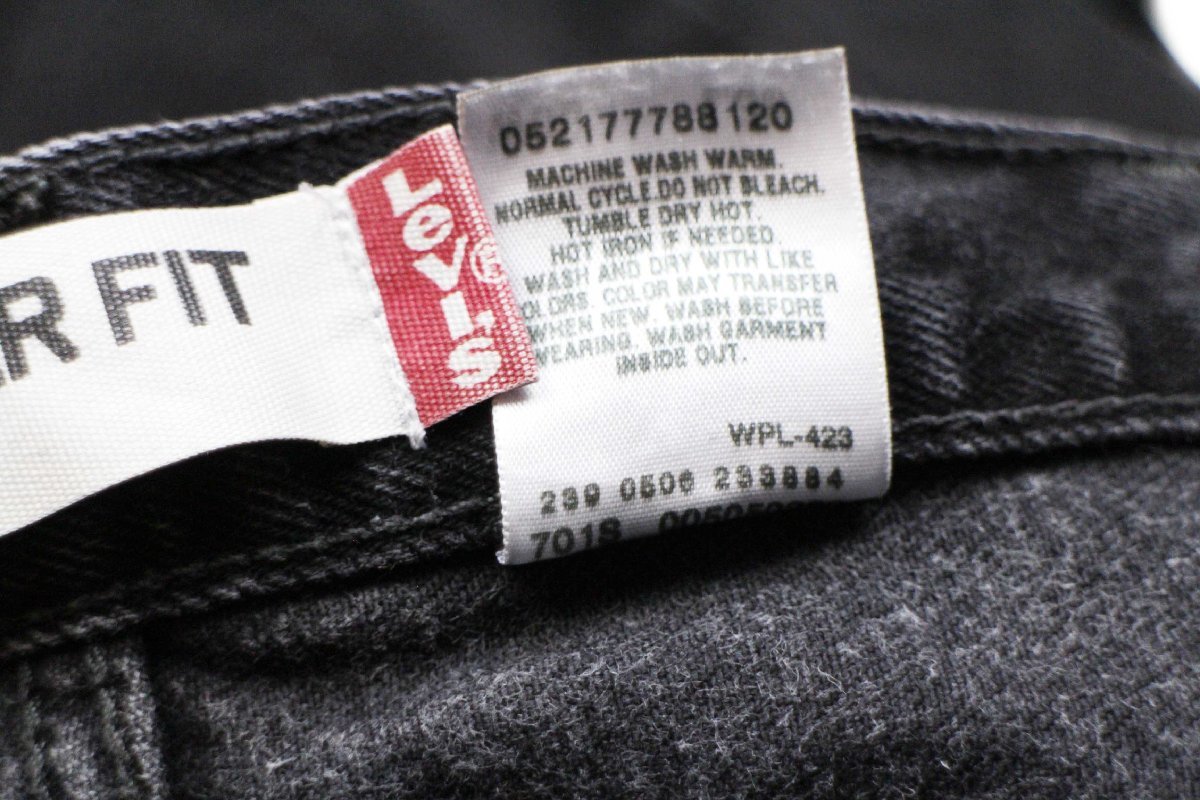 R FIT
LEVI'S®
052177788120
MACHINE WASH WARM.
NORMAL CYCLE.DO NOT BLEACH.
TUMBLE DRY HOT.
HOT IRON IF NEEDED.
WASH AND DRY WITH LIKE
OLORS. COLOR MAY TRANSFER
WHEN NEW. WASH BEFORE
WEARING. WASH GARMENT
INSIDE OUT.
WPL-423
239 0506 233884
701S